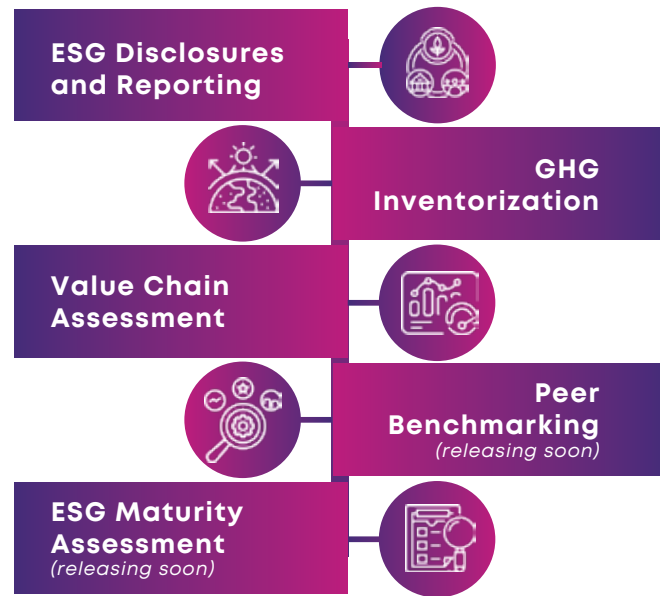 ESG Disclosures
and Reporting
GHG
Inventorization
Value Chain
Assessment
Peer
Benchmarking
(releasing soon)
ESG Maturity
Assessment
(releasing soon)